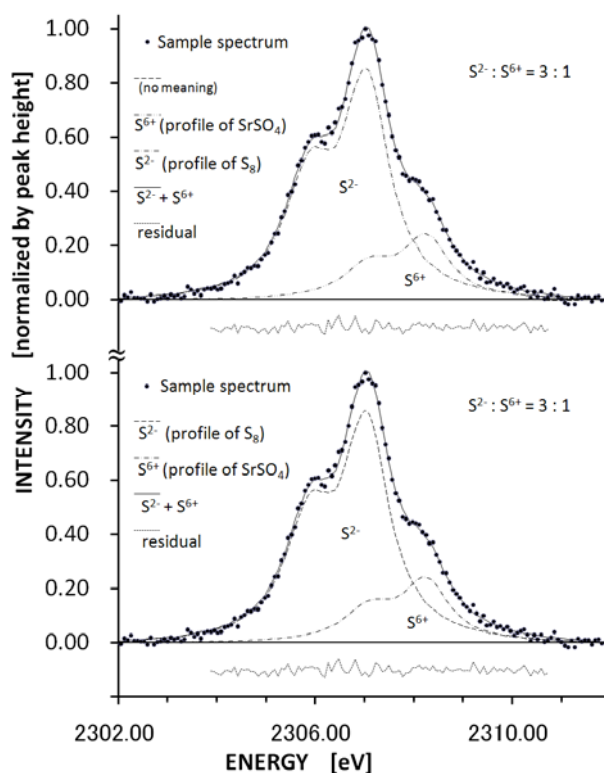 1.00
0.80
0.60
0.40
0.20
0.00
Sample spectrum
(no meaning)
S⁶⁺ (profile of SrSO₄)
S²⁻ (profile of S₈)
S²⁻ + S⁶⁺
residual
S²⁻ : S⁶⁺ = 3 : 1
S²⁻
S⁶⁺
1.00
0.80
0.60
0.40
0.20
0.00
Sample spectrum
S²⁻ (profile of S₈)
S⁶⁺ (profile of SrSO₄)
S²⁻ + S⁶⁺
residual
S²⁻ : S⁶⁺ = 3 : 1
S²⁻
S⁶⁺
INTENSITY [normalized by peak height]
2302.00 2306.00 2310.00
ENERGY [eV]